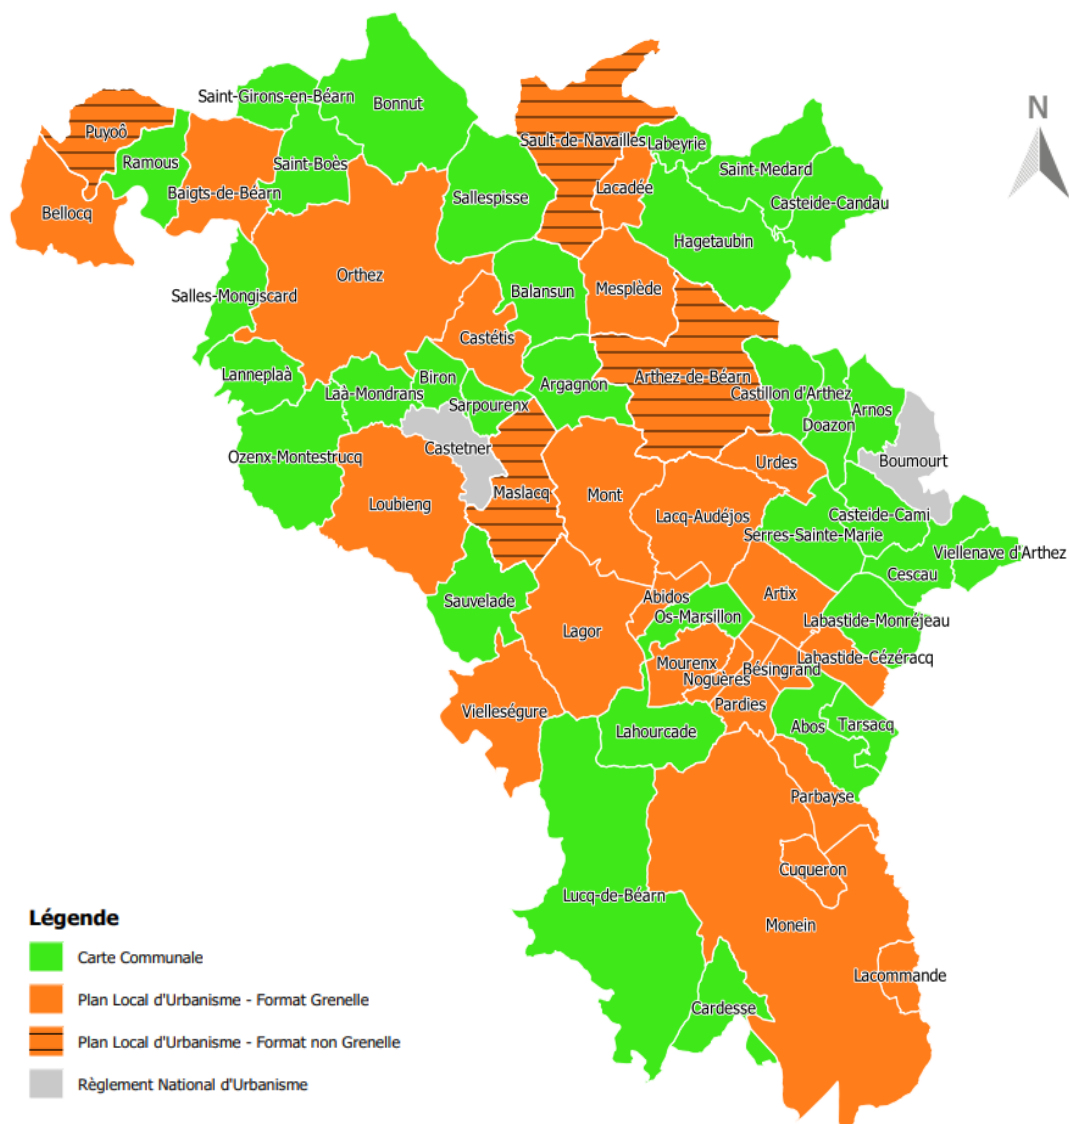 N
Saint-Girons-en-Béarn
Bonnut
Puyoô
Ramous
Saint-Boès
Sault-de-Navailles
Labeyrie
Saint-Medard
Baigts-de-Béarn
Sallespisse
Lacadée
Casteide-Candau
Bellocq
Hagetaubin
Orthez
Salles-Mongiscard
Balansun
Mesplède
Castétis
Lanneplaà
Biron
Argagnon
Arthez-de-Béarn
Laà-Mondrans
Sarpourenx
Castillon d'Arthez
Arnos
Doazon
Castetner
Ozenx-Montestrucq
Boumourt
Urdes
Loubieng
Maslacq
Mont
Lacq-Audéjos
Casteide-Cami
Serres-Sainte-Marie
Viellenave d'Arthez
Cescau
Sauvelade
Abidos
Artix
Os-Marsillon
Labastide-Monréjeau
Lagor
Labastide-Cézéracq
Mourenx
Bésingrand
Noguères
Vielleségure
Pardies
Lahourcade
Abos
Tarsacq
Parbayse
Cuqueron
Lucq-de-Béarn
Monein
Lacommande
Cardesse
Légende
Carte Communale
Plan Local d'Urbanisme - Format Grenelle
Plan Local d'Urbanisme - Format non Grenelle
Règlement National d'Urbanisme